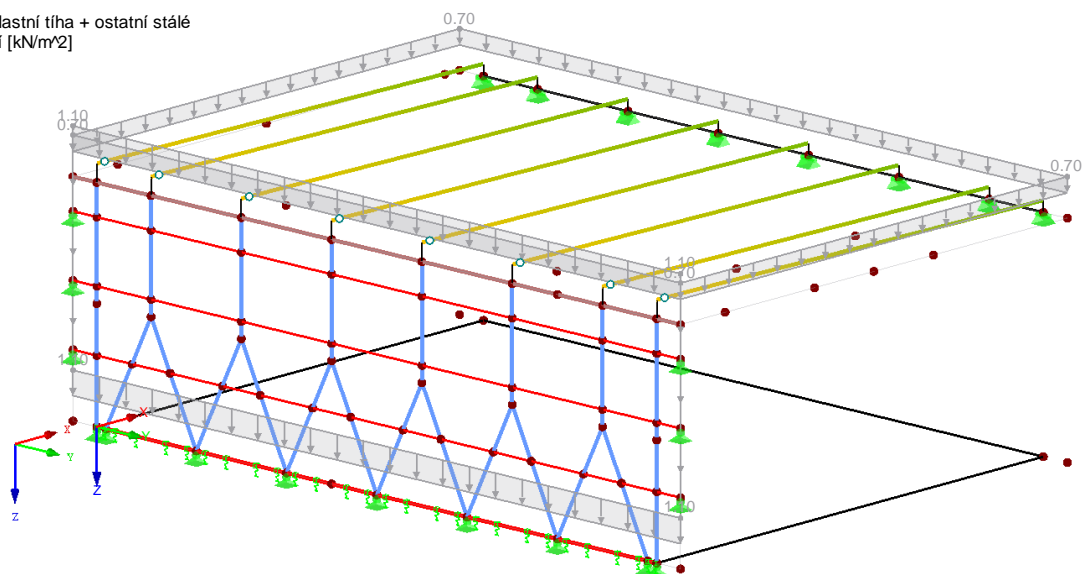 lastní tíha + ostatní stálé
í [kN/m^2]
0.70
1.10
0.70
0.70
1.10
X
Y
Z
X
Y
Z